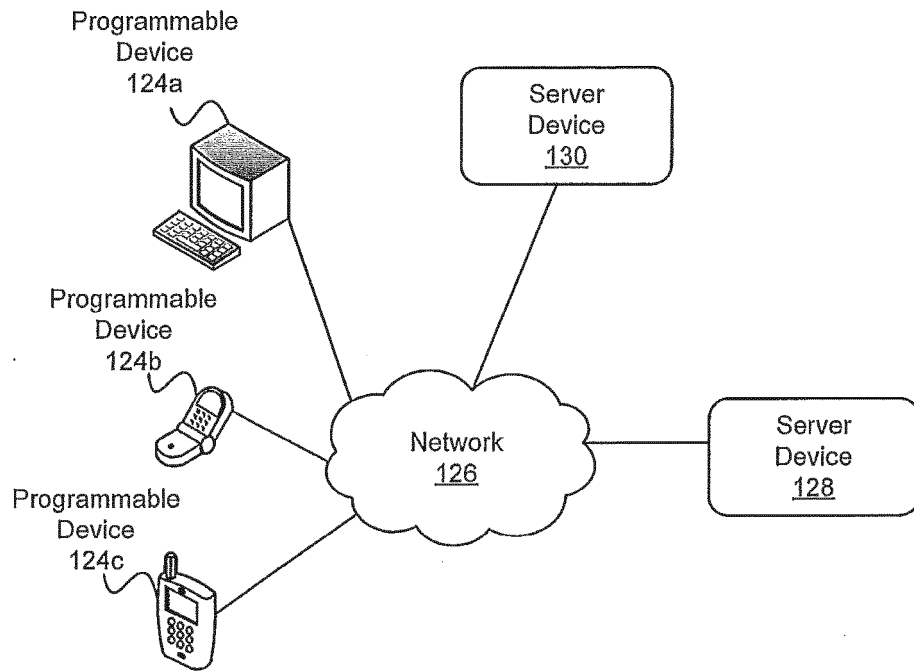 Programmable
Device
124a
Server
Device
130
Programmable
Device
124b
Network
126
Server
Device
128
Programmable
Device
124c